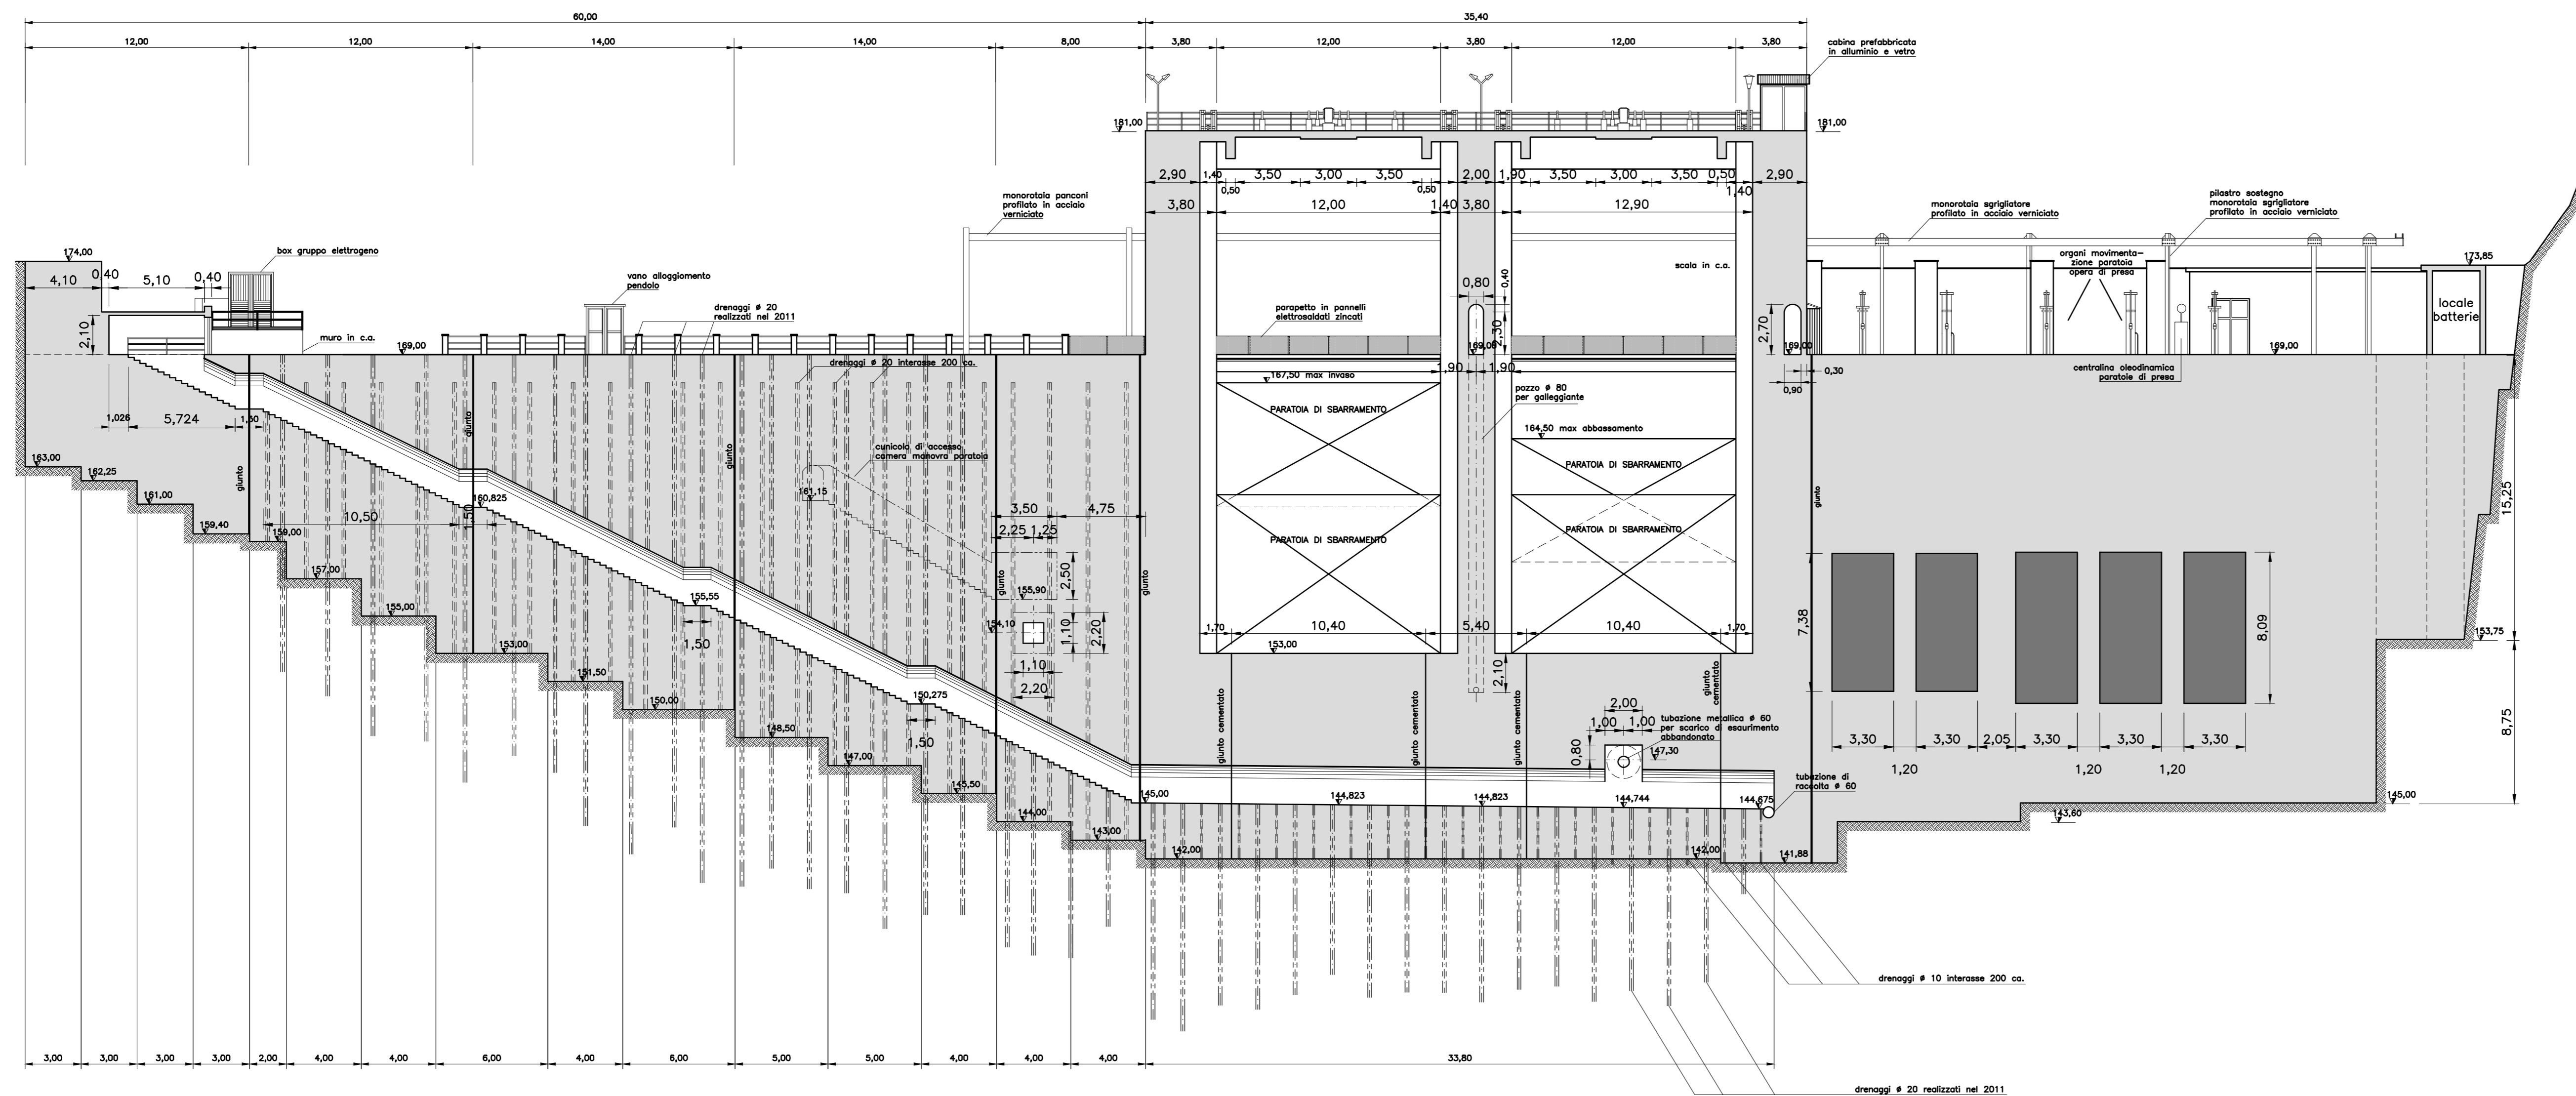 60,00
35,40
12,00
12,00
14,00
14,00
8,00
3,80
12,00
3,80
12,00
3,80
cabina prefabbricata
in alluminio e vetro
181,00
181,00
2,90
1,40
0,50
3,50
3,00
3,50
0,50
2,00
1,90
3,50
3,00
3,50
0,50
1,40
2,90
3,80
12,00
1,40
3,80
12,90
monorotaia panconi
profilato in acciaio
verniciato
monorotaia sgrigliatore
profilato in acciaio verniciato
pilastro sostegno
monorotaia sgrigliatore
profilato in acciaio verniciato
174,00
box gruppo elettrogeno
4,10
0,40
5,10
0,40
2,10
vano alloggiomento
pendolo
drenaggi ø 20
realizzati nel 2011
muro in c.a.
169,00
scala in c.a.
organi movimenta-
zione paratoia
opera di presa
173,85
locale
batterie
0,80
0,40
2,30
2,70
parapetto in pannelli
elettrosaldati zincati
169,00
169,00
169,00
drenaggi ø 20 interasse 200 ca.
1,90
1,90
0,30
0,90
centralina oleodinamica
paratoie di presa
167,50 max invaso
pozzo ø 80
per galleggiante
PARATOIA DI SBARRAMENTO
164,50 max abbassamento
PARATOIA DI SBARRAMENTO
PARATOIA DI SBARRAMENTO
PARATOIA DI SBARRAMENTO
1,026
5,724
1,50
giunto
giunto
giunto
giunto
giunto
giunto
cunicolo di accesso
camera manovra paratoia
163,00
162,25
161,00
159,40
159,00
157,00
155,00
153,00
151,50
150,00
148,50
147,00
145,50
144,00
143,00
10,50
160,825
1,50
161,15
155,55
1,50
150,275
1,50
3,50
4,75
2,25
1,25
2,50
155,90
154,10
1,10
2,20
1,10
2,20
1,70
10,40
5,40
10,40
1,70
153,00
2,10
giunto cementato
giunto cementato
giunto cementato
giunto
cementato
2,00
1,00
1,00
0,80
tubazione metallica ø 60
per scarico di esaurimento
abbandonato
147,30
tubazione di
raccolta ø 60
145,00
144,823
144,823
144,744
144,675
142,00
142,00
141,88
7,38
8,09
3,30
3,30
2,05
3,30
3,30
3,30
1,20
1,20
1,20
15,25
153,75
8,75
145,00
143,60
drenaggi ø 10 interasse 200 ca.
3,00
3,00
3,00
3,00
2,00
4,00
4,00
6,00
4,00
6,00
5,00
5,00
4,00
4,00
4,00
33,80
drenaggi ø 20 realizzati nel 2011